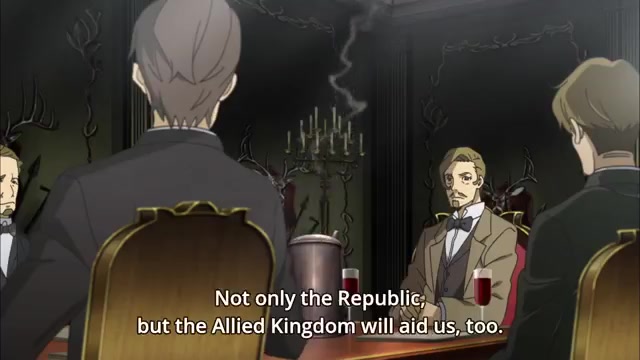 Not only the Republic,
but the Allied Kingdom will aid us, too.